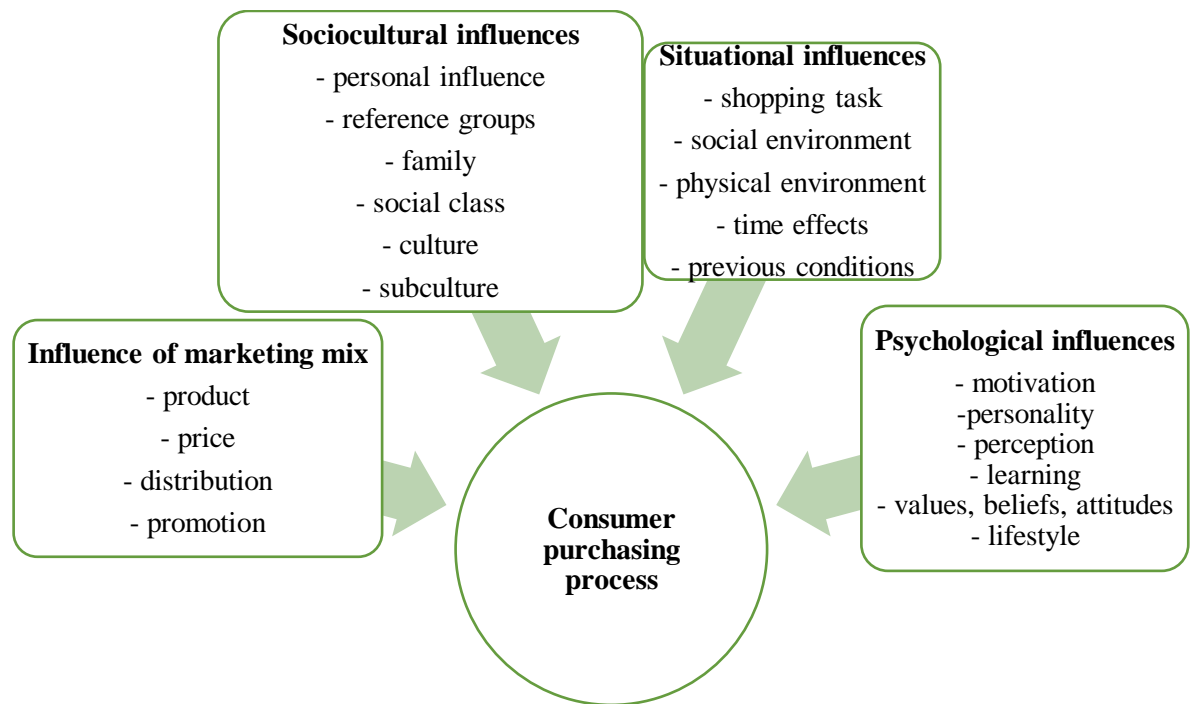 Sociocultural influences
- personal influence
- reference groups
- family
- social class
- culture
- subculture
Situational influences
- shopping task
- social environment
- physical environment
- time effects
- previous conditions
Influence of marketing mix
- product
- price
- distribution
- promotion
Psychological influences
- motivation
-personality
- perception
- learning
- values, beliefs, attitudes
- lifestyle
Consumer
purchasing
process